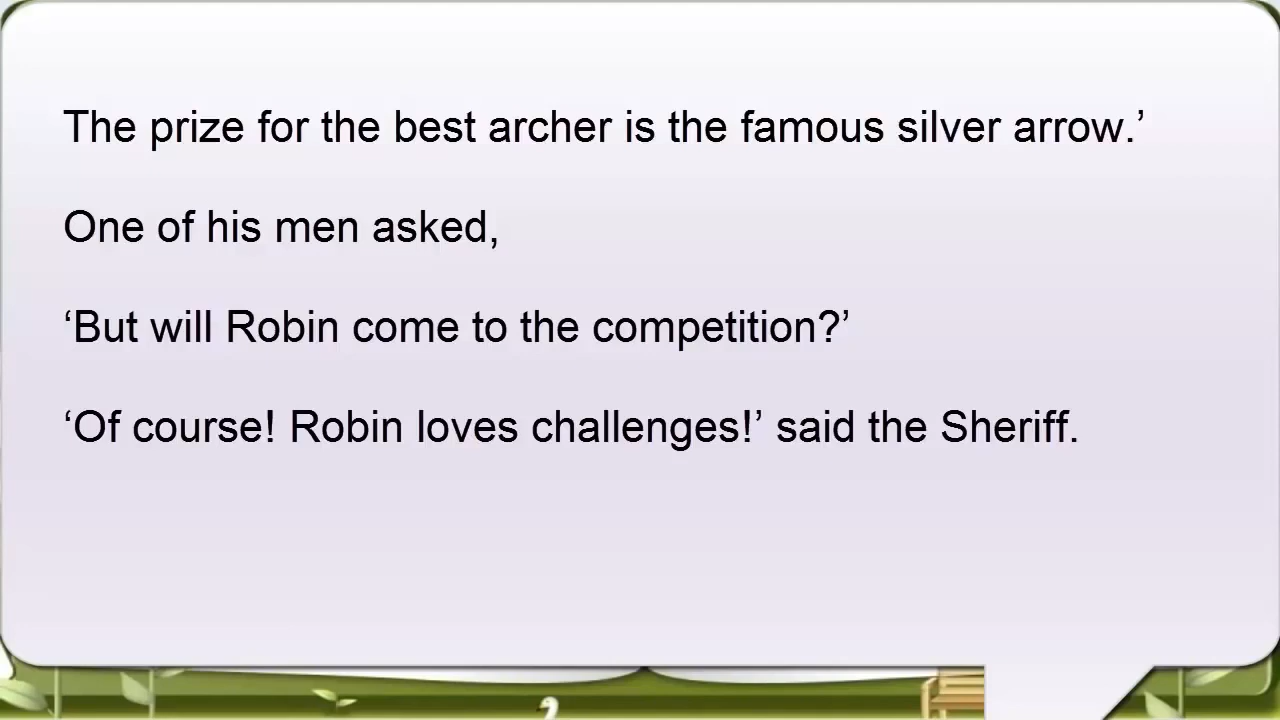 The prize for the best archer is the famous silver arrow.’
One of his men asked,
‘But will Robin come to the competition?’
‘Of course! Robin loves challenges!’ said the Sheriff.